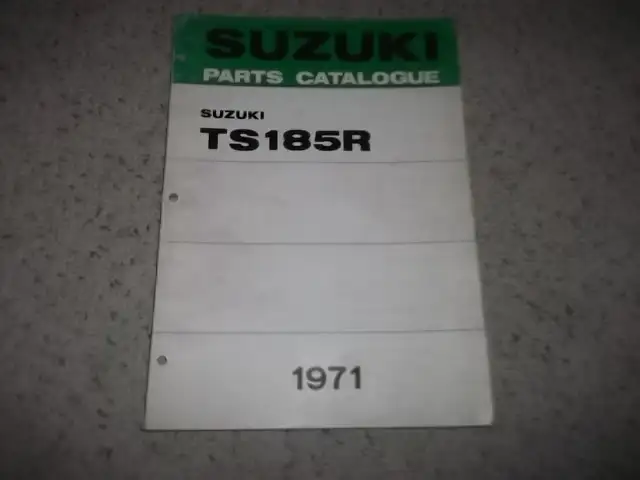 SUZUKI
PARTS CATALOGUE
SUZUKI
TS185R
1971